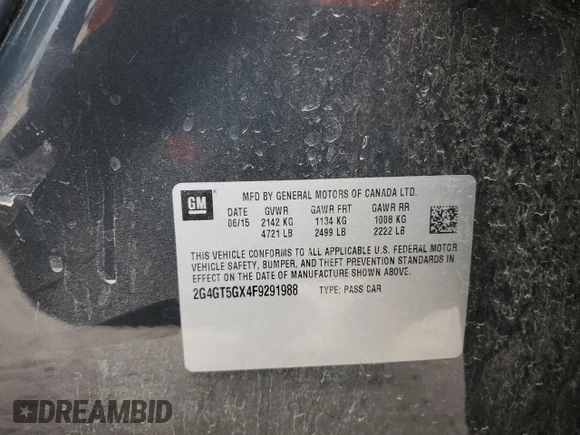 GM
MFD BY GENERAL MOTORS OF CANADA LTD.
DATE GVWR GAWR FRT GAWR RR
06/15 2142 KG 1134 KG 1008 KG
4721 LB 2499 LB 2222 LB
THIS VEHICLE CONFORMS TO ALL APPLICABLE U.S. FEDERAL MOTOR
VEHICLE SAFETY, BUMPER, AND THEFT PREVENTION STANDARDS IN
EFFECT ON THE DATE OF MANUFACTURE SHOWN ABOVE.
2G4GT5GX4F9291988 TYPE: PASS CAR
DREAMBID